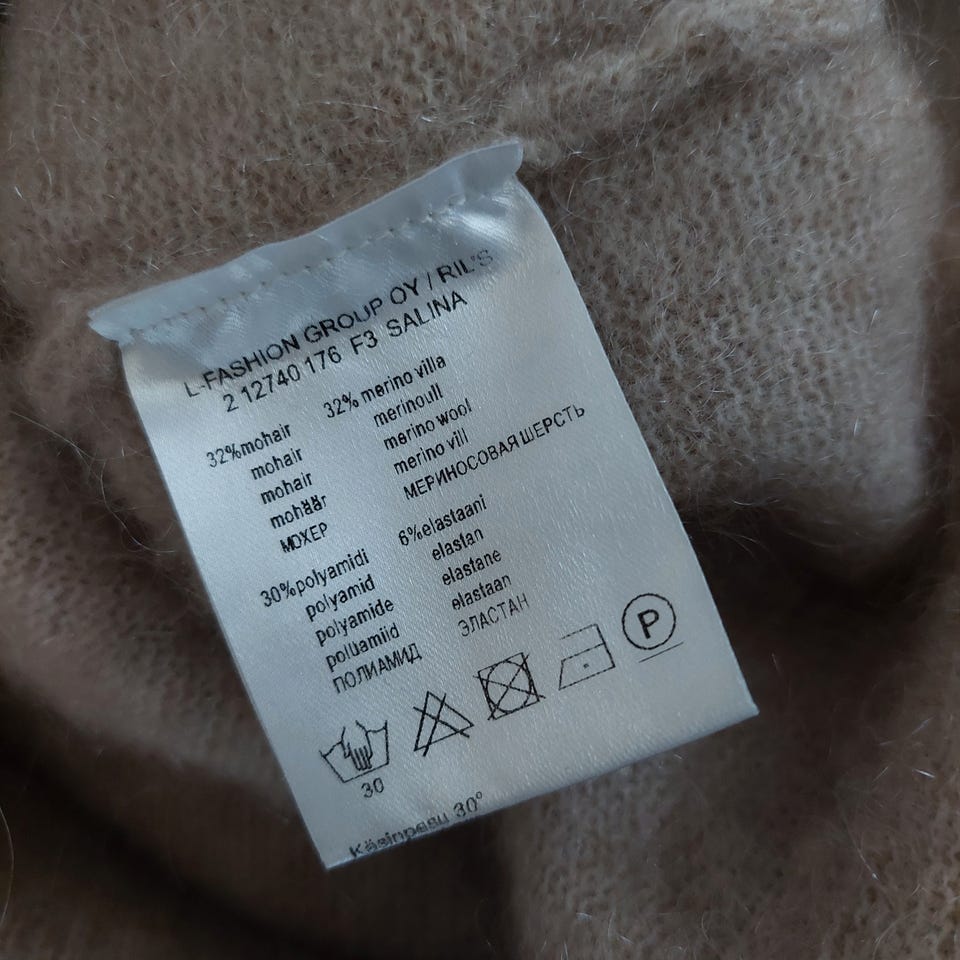 L-FASHION GROUP OY / RIL'S
2 12740 176 F3 SALINA
32%mohair
mohair
mohair
mohäär
МОХЕР
32% merino villa
merinoull
merino wool
merino vill
МЕРИНОСОВАЯ ШЕРСТЬ
30%polyamidi
polyamid
polyamide
poluamiid
ПОЛИАМИД
6%elastaani
elastan
elastane
elastaan
ЭЛАСТАН
P
30
Käsinpesu 30°